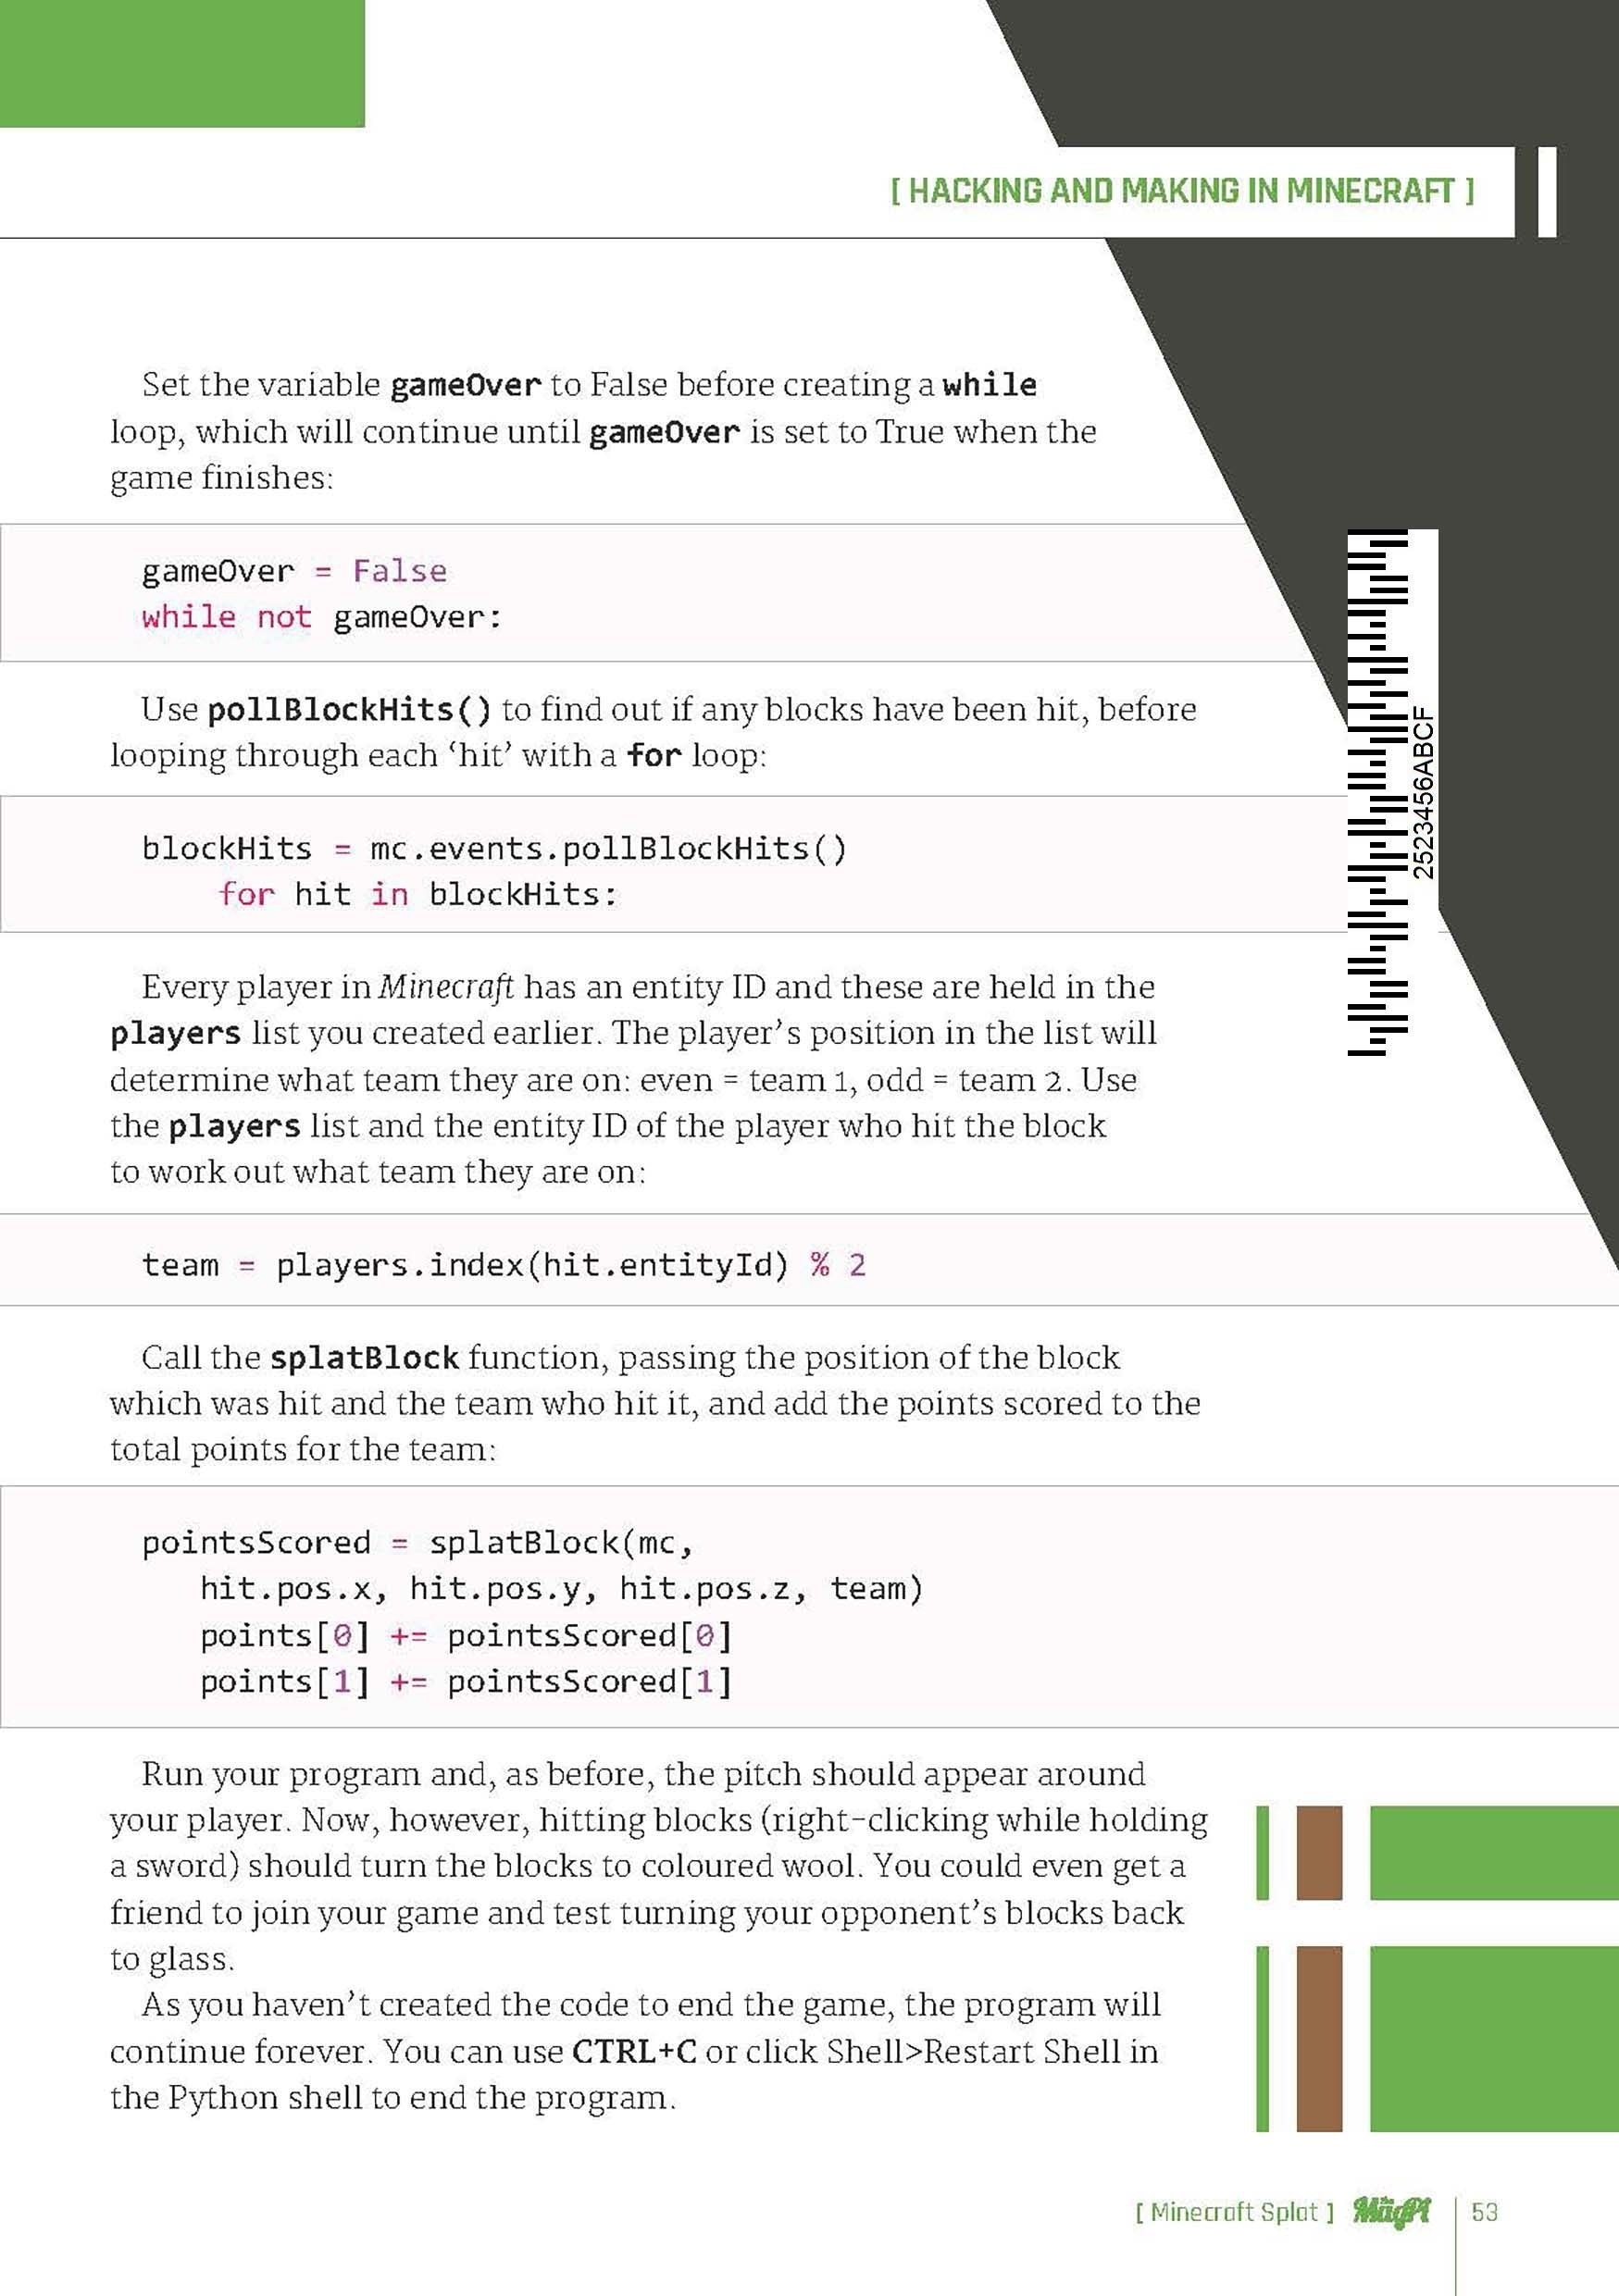 [ HACKING AND MAKING IN MINECRAFT ]
Set the variable gameOver to False before creating a while
loop, which will continue until gameOver is set to True when the
game finishes:
gameOver = False
while not gameOver:
Use pollBlockHits() to find out if any blocks have been hit, before
looping through each ‘hit’ with a for loop:
blockHits = mc.events.pollBlockHits()
for hit in blockHits:
2523456ABCF
Every player in Minecraft has an entity ID and these are held in the
players list you created earlier. The player’s position in the list will
determine what team they are on: even = team 1, odd = team 2. Use
the players list and the entity ID of the player who hit the block
to work out what team they are on:
team = players.index(hit.entityId) % 2
Call the splatBlock function, passing the position of the block
which was hit and the team who hit it, and add the points scored to the
total points for the team:
pointsScored = splatBlock(mc,
hit.pos.x, hit.pos.y, hit.pos.z, team)
points[0] += pointsScored[0]
points[1] += pointsScored[1]
Run your program and, as before, the pitch should appear around
your player. Now, however, hitting blocks (right-clicking while holding
a sword) should turn the blocks to coloured wool. You could even get a
friend to join your game and test turning your opponent’s blocks back
to glass.
As you haven’t created the code to end the game, the program will
continue forever. You can use CTRL+C or click Shell>Restart Shell in
the Python shell to end the program.
[ Minecraft Splat ] MagPi 53